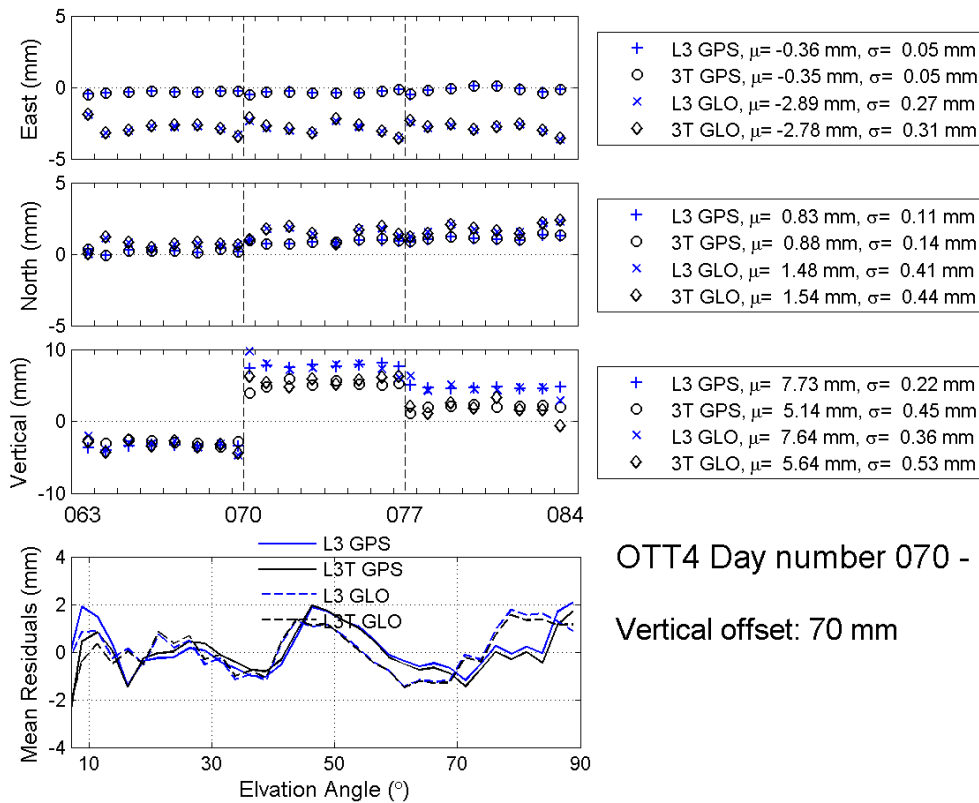 5
0
-5
East (mm)
+ L3 GPS, μ= -0.36 mm, σ= 0.05 mm
○ 3T GPS, μ= -0.35 mm, σ= 0.05 mm
× L3 GLO, μ= -2.89 mm, σ= 0.27 mm
◇ 3T GLO, μ= -2.78 mm, σ= 0.31 mm
5
0
-5
North (mm)
+ L3 GPS, μ= 0.83 mm, σ= 0.11 mm
○ 3T GPS, μ= 0.88 mm, σ= 0.14 mm
× L3 GLO, μ= 1.48 mm, σ= 0.41 mm
◇ 3T GLO, μ= 1.54 mm, σ= 0.44 mm
10
0
-10
Vertical (mm)
063 070 077 084
+ L3 GPS, μ= 7.73 mm, σ= 0.22 mm
○ 3T GPS, μ= 5.14 mm, σ= 0.45 mm
× L3 GLO, μ= 7.64 mm, σ= 0.36 mm
◇ 3T GLO, μ= 5.64 mm, σ= 0.53 mm
4
2
0
-2
-4
Mean Residuals (mm)
L3 GPS
L3T GPS
L3 GLO
L3T GLO
10 30 50 70 90
Elvation Angle (°)
OTT4 Day number 070 -
Vertical offset: 70 mm